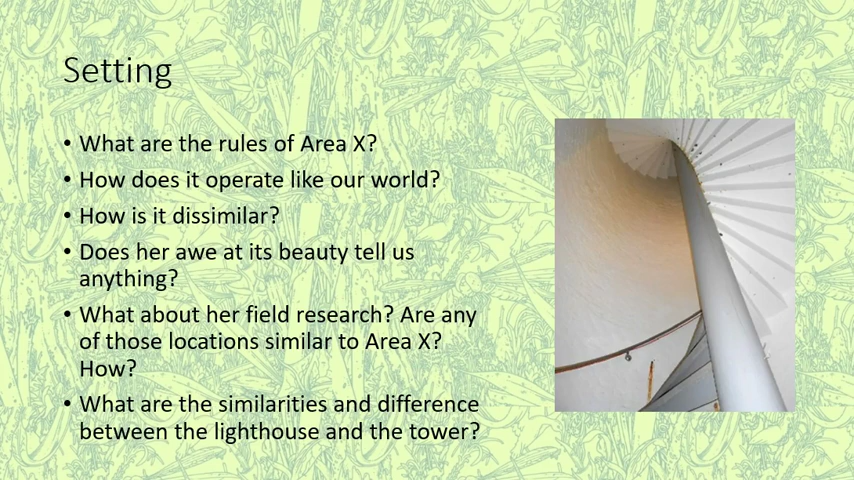 Setting
• What are the rules of Area X?
• How does it operate like our world?
• How is it dissimilar?
• Does her awe at its beauty tell us
anything?
• What about her field research? Are any
of those locations similar to Area X?
How?
• What are the similarities and difference
between the lighthouse and the tower?